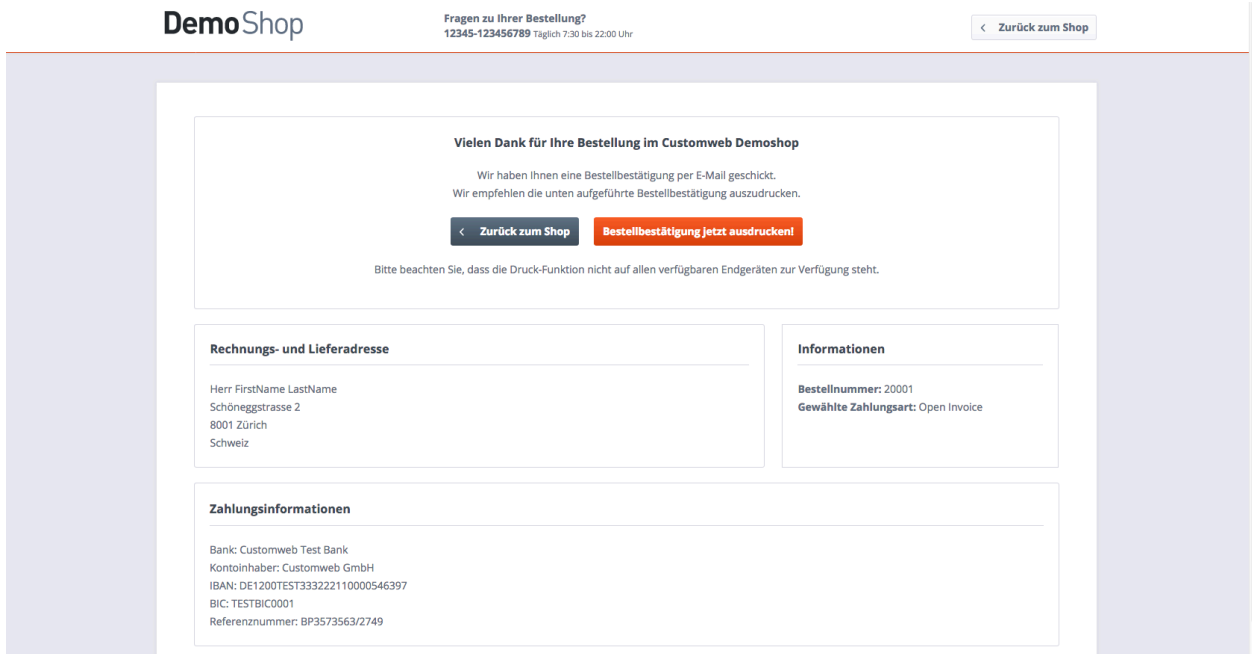 DemoShop
Fragen zu Ihrer Bestellung?
12345-123456789 Täglich 7:30 bis 22:00 Uhr
Zurück zum Shop
Vielen Dank für Ihre Bestellung im Customweb Demoshop
Wir haben Ihnen eine Bestellbestätigung per E-Mail geschickt.
Wir empfehlen die unten aufgeführte Bestellbestätigung auszudrucken.
Zurück zum Shop
Bestellbestätigung jetzt ausdrucken!
Bitte beachten Sie, dass die Druck-Funktion nicht auf allen verfügbaren Endgeräten zur Verfügung steht.
Rechnungs- und Lieferadresse
Herr FirstName LastName
Schöneggstrasse 2
8001 Zürich
Schweiz
Informationen
Bestellnummer: 20001
Gewählte Zahlungsart: Open Invoice
Zahlungsinformationen
Bank: Customweb Test Bank
Kontoinhaber: Customweb GmbH
IBAN: DE1200TEST333222110000546397
BIC: TESTBIC0001
Referenznummer: BP3573563/2749